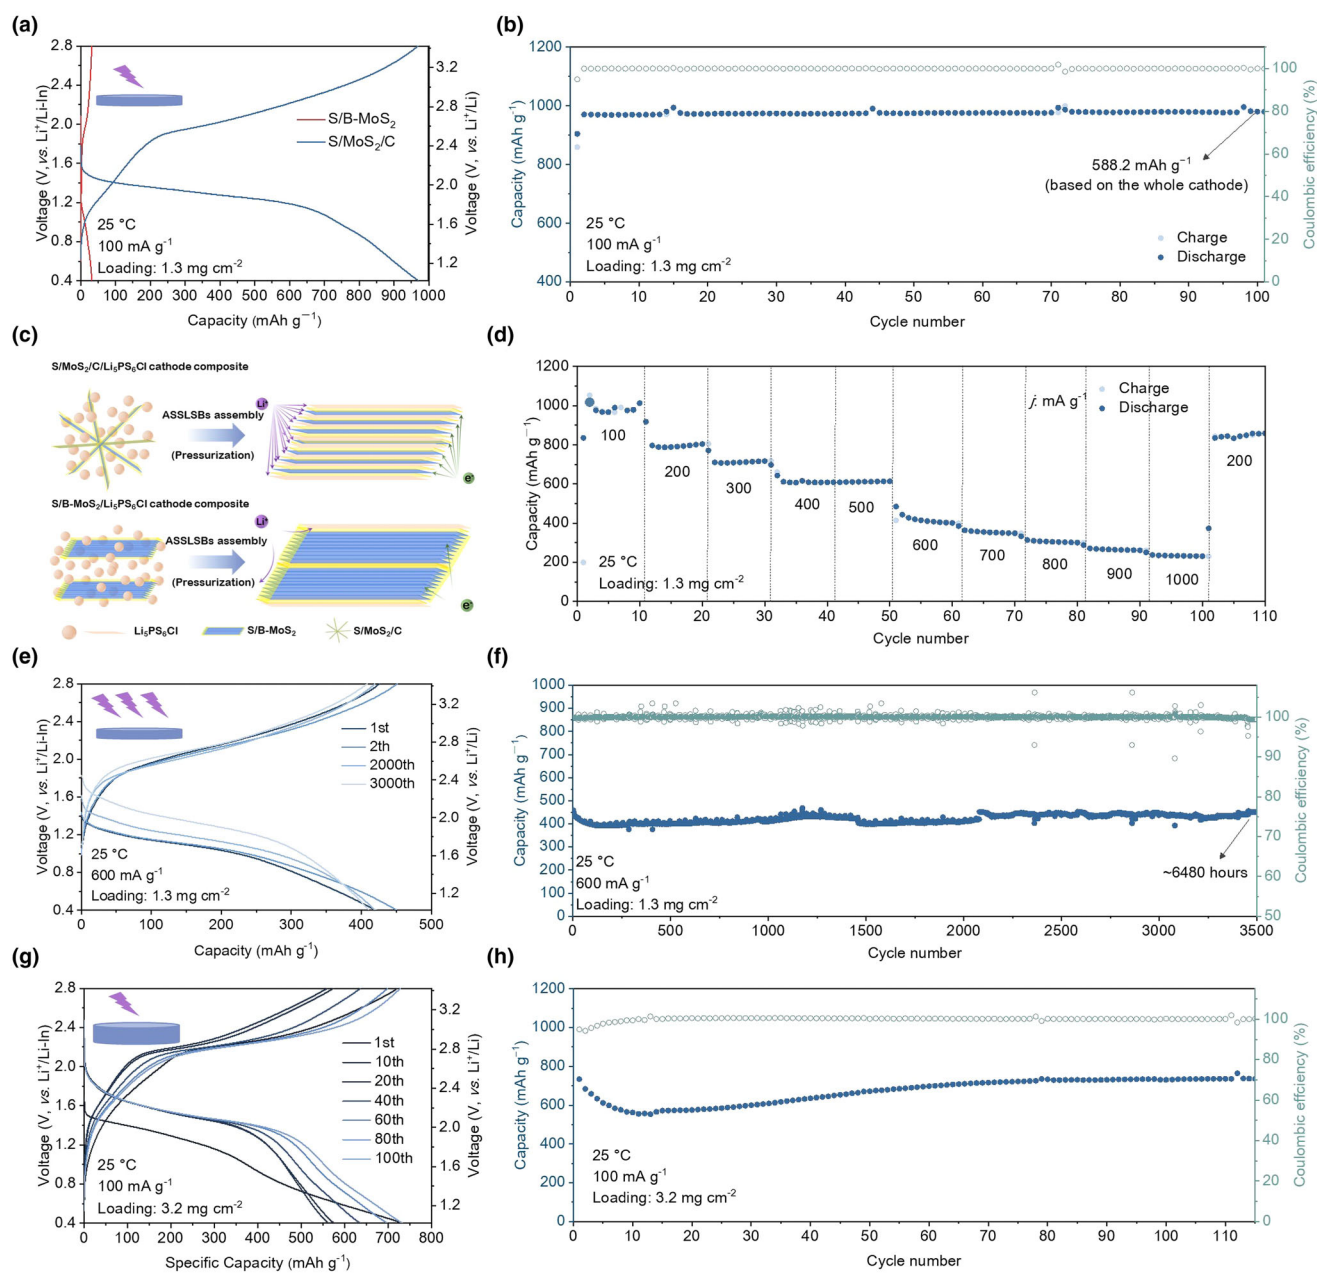 (a)
2.8
2.4
2.0
1.6
1.2
0.8
0.4
Voltage (V, vs. Li⁺/Li-In)
3.2
2.8
2.4
2.0
1.6
1.2
Voltage (V, vs. Li⁺/Li)
S/B-MoS₂
S/MoS₂/C
25 °C
100 mA g⁻¹
Loading: 1.3 mg cm⁻²
0 100 200 300 400 500 600 700 800 900 1000
Capacity (mAh g⁻¹)
(b)
1200
1000
800
600
400
Capacity (mAh g⁻¹)
100
80
60
40
20
0
Coulombic efficiency (%)
588.2 mAh g⁻¹
(based on the whole cathode)
25 °C
100 mA g⁻¹
Loading: 1.3 mg cm⁻²
Charge
Discharge
0 10 20 30 40 50 60 70 80 90 100
Cycle number
(c)
S/MoS₂/C/Li₅PS₆Cl cathode composite
ASSLSBs assembly
(Pressurization)
Li⁺
e⁻
S/B-MoS₂/Li₅PS₆Cl cathode composite
ASSLSBs assembly
(Pressurization)
Li⁺
e⁻
Li₅PS₆Cl
S/B-MoS₂
S/MoS₂/C
(d)
1200
1000
800
600
400
200
0
Capacity (mAh g⁻¹)
Charge
Discharge
j: mA g⁻¹
100
200
300
400
500
600
700
800
900
1000
200
25 °C
Loading: 1.3 mg cm⁻²
0 10 20 30 40 50 60 70 80 90 100 110
Cycle number
(e)
2.8
2.4
2.0
1.6
1.2
0.8
0.4
Voltage (V, vs. Li⁺/Li-In)
3.2
2.8
2.4
2.0
1.6
1.2
Voltage (V, vs. Li⁺/Li)
1st
2th
2000th
3000th
25 °C
600 mA g⁻¹
Loading: 1.3 mg cm⁻²
0 100 200 300 400 500
Capacity (mAh g⁻¹)
(f)
1000
900
800
700
600
500
400
300
200
100
0
Capacity (mAh g⁻¹)
100
90
80
70
60
50
Coulombic efficiency (%)
~6480 hours
25 °C
600 mA g⁻¹
Loading: 1.3 mg cm⁻²
0 500 1000 1500 2000 2500 3000 3500
Cycle number
(g)
2.8
2.4
2.0
1.6
1.2
0.8
0.4
Voltage (V, vs. Li⁺/Li-In)
3.2
2.8
2.4
2.0
1.6
1.2
Voltage (V, vs. Li⁺/Li)
1st
10th
20th
40th
60th
80th
100th
25 °C
100 mA g⁻¹
Loading: 3.2 mg cm⁻²
0 100 200 300 400 500 600 700 800
Specific Capacity (mAh g⁻¹)
(h)
1200
1000
800
600
400
200
0
Capacity (mAh g⁻¹)
100
90
80
70
60
50
40
30
20
10
0
Coulombic efficiency (%)
25 °C
100 mA g⁻¹
Loading: 3.2 mg cm⁻²
0 10 20 30 40 50 60 70 80 90 100 110
Cycle number